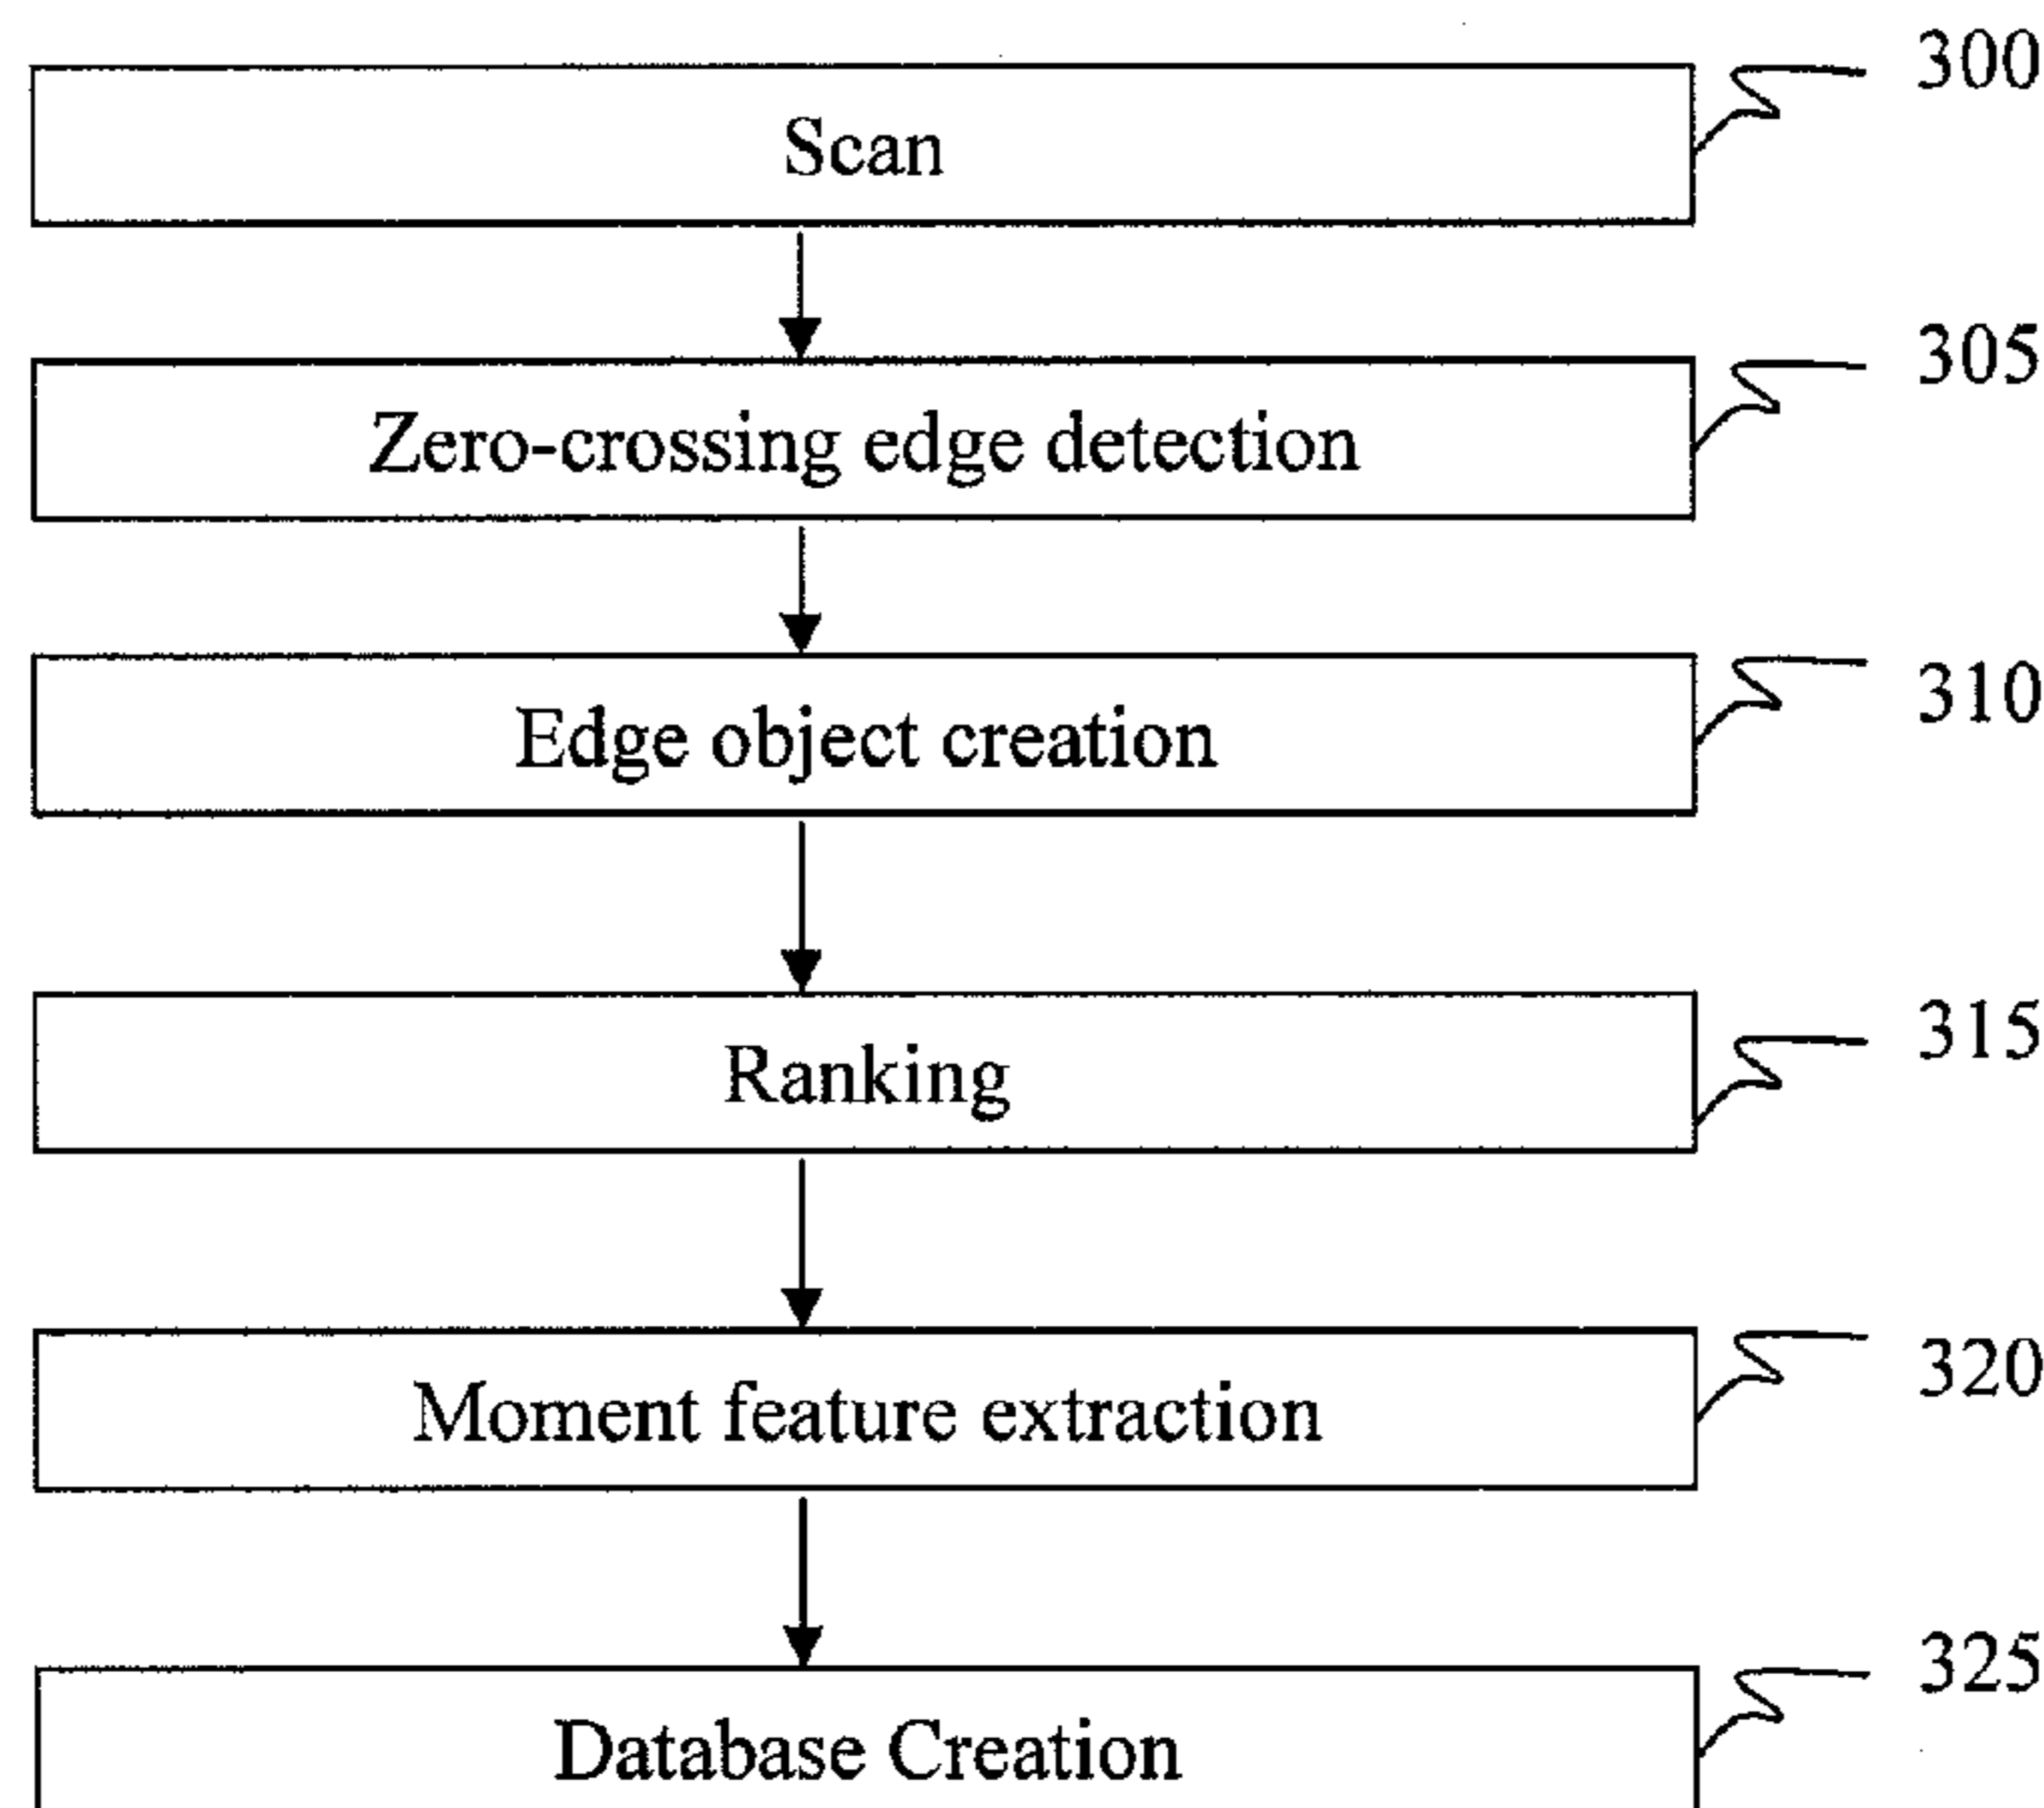 300
Scan
305
Zero-crossing edge detection
310
Edge object creation
315
Ranking
320
Moment feature extraction
325
Database Creation